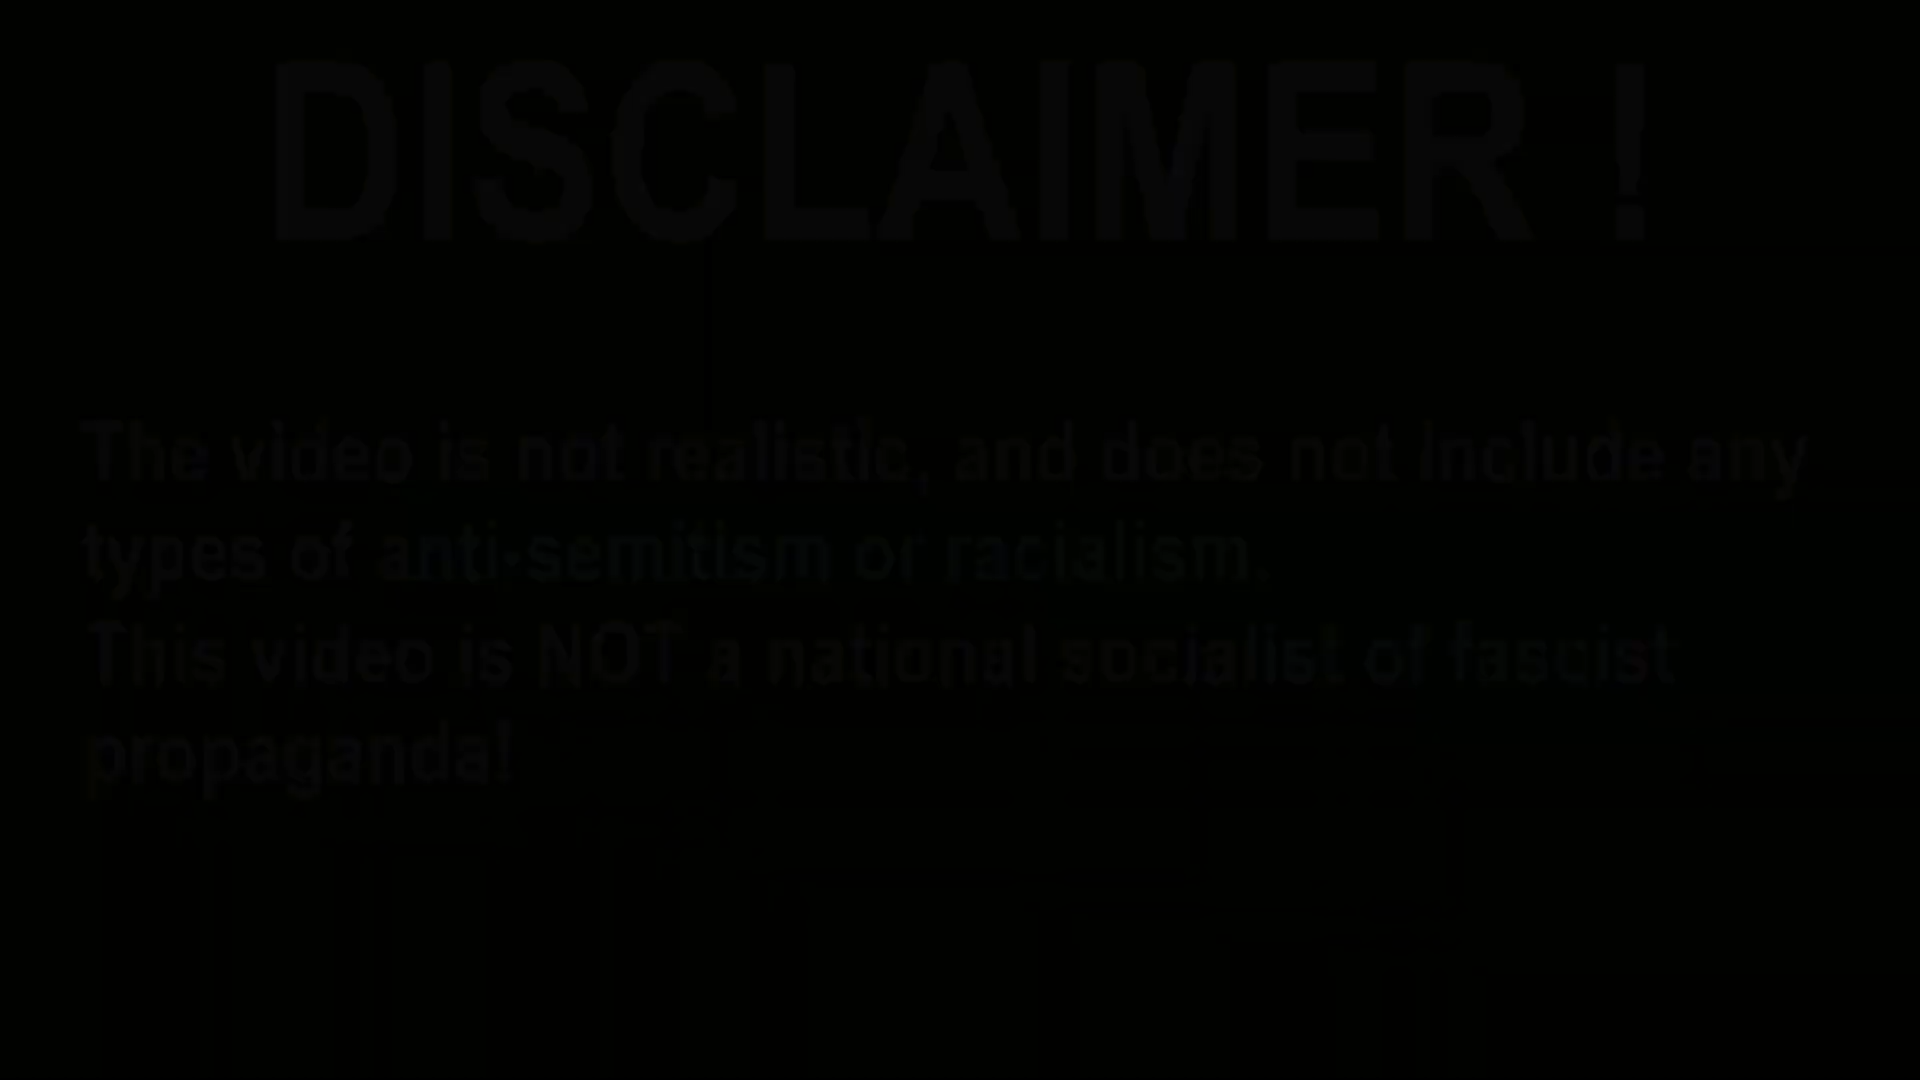 DISCLAIMER !
The video is not realistic, and does not include any
types of anti-semitism or racialism.
This video is NOT a national socialist of fascist
propaganda!